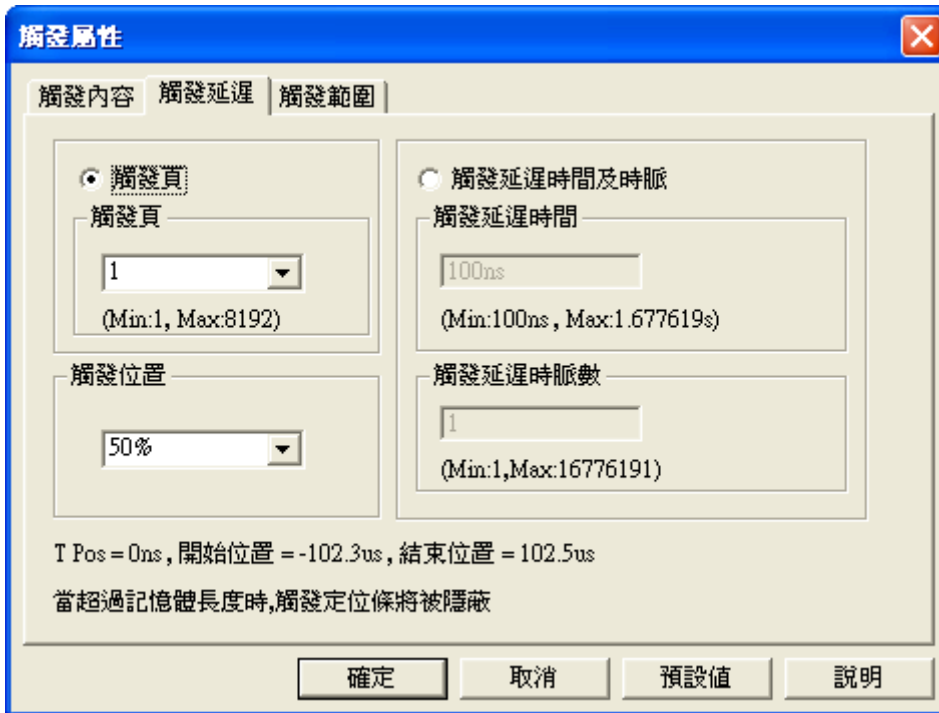 觸發屬性
觸發內容 觸發延遲 觸發範圍
觸發頁
觸發頁
1
(Min:1, Max:8192)
觸發位置
50%
觸發延遲時間及時脈
觸發延遲時間
100ns
(Min:100ns , Max:1.677619s)
觸發延遲時脈數
1
(Min:1,Max:16776191)
T Pos = 0ns , 開始位置 = -102.3us , 結束位置 = 102.5us
當超過記憶體長度時,觸發定位條將被隱蔽
確定 取消 預設值 說明